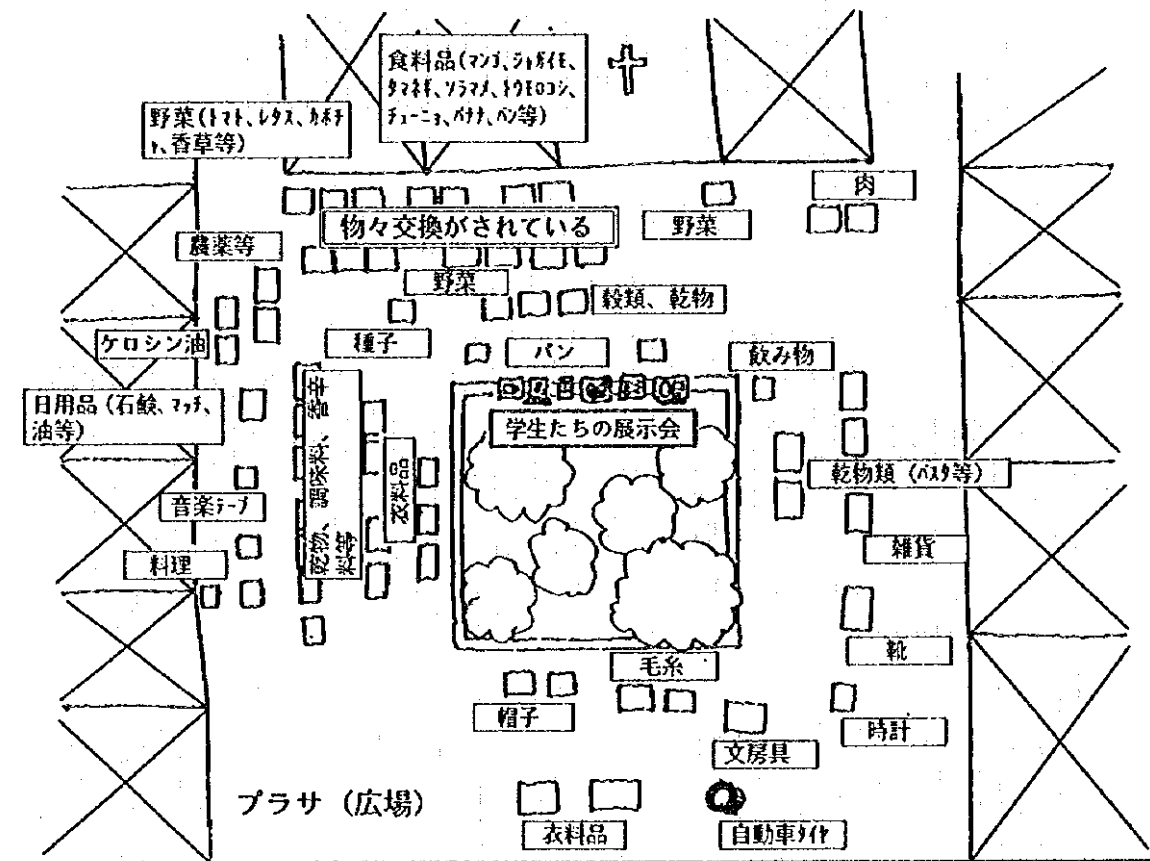 食料品(ﾏﾝｺﾞ、ｼﾞｬｶﾞｲﾓ、
ﾀﾏﾈｷﾞ、ｿﾗﾏﾒ、ﾄｳﾓﾛｺｼ、
ﾁｭｰﾆｮ、ﾊﾞﾅﾅ、ﾊﾟﾝ等)
野菜(ﾄﾏﾄ、ﾚﾀｽ、ｶﾎﾞﾁ
ｬ、香草等)
肉
物々交換がされている
野菜
農薬等
野菜
穀類、乾物
ケロシン油
種子
パン
飲み物
日用品(石鹸、ﾏｯﾁ、
油等)
乾物、調味料、香辛
料等
衣料品
学生たちの展示会
乾物類(ﾊﾟｽﾀ等)
音楽ﾃｰﾌﾟ
料理
雑貨
靴
毛糸
帽子
時計
文房具
プラサ(広場)
衣料品
自動車ﾀｲﾔ